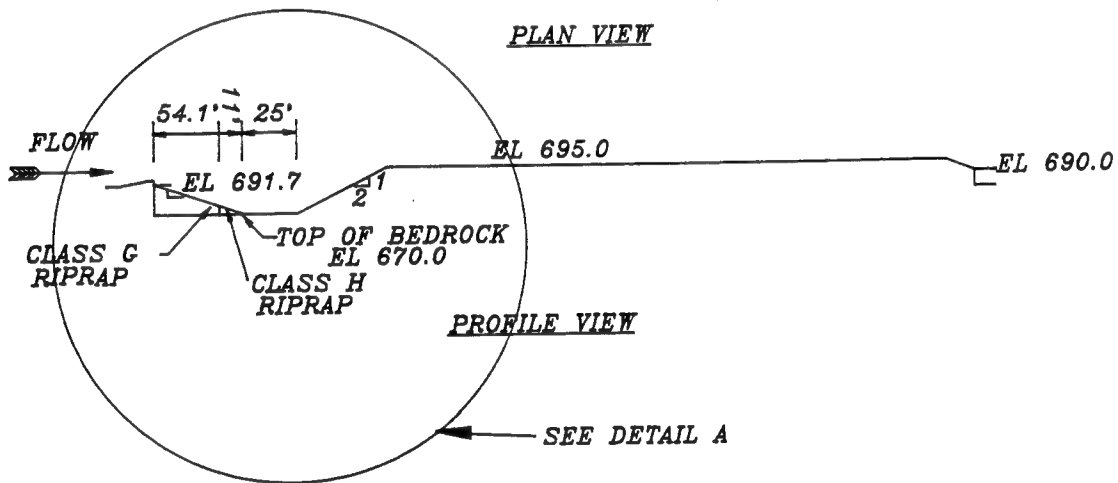 PLAN VIEW
54.1' 11' 25'
FLOW
EL 695.0
EL 690.0
EL 691.7
1
2
CLASS G
RIPRAP
TOP OF BEDROCK
EL 670.0
CLASS H
RIPRAP
PROFILE VIEW
SEE DETAIL A